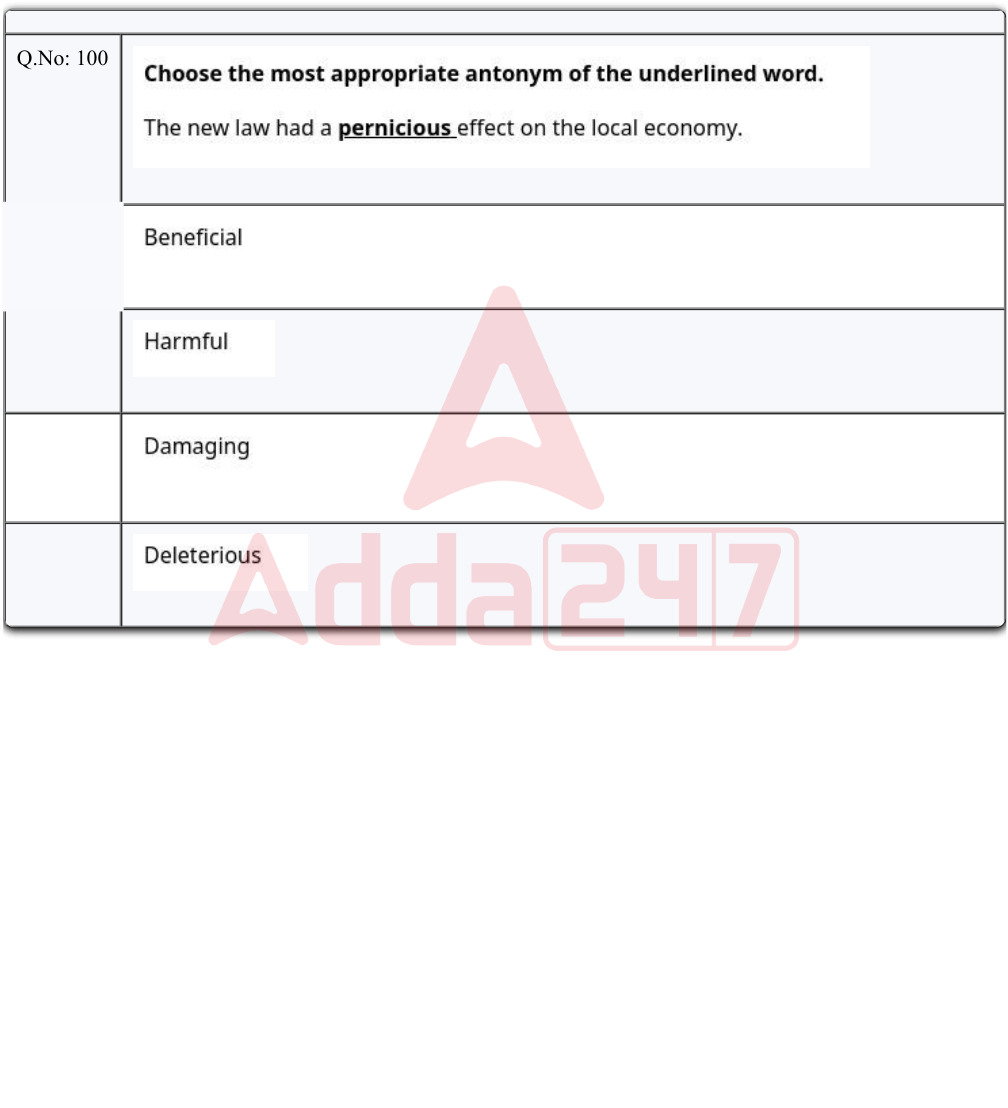 Q.No: 100
Choose the most appropriate antonym of the underlined word.
The new law had a pernicious effect on the local economy.
Beneficial
Harmful
Damaging
Deleterious
Adda247